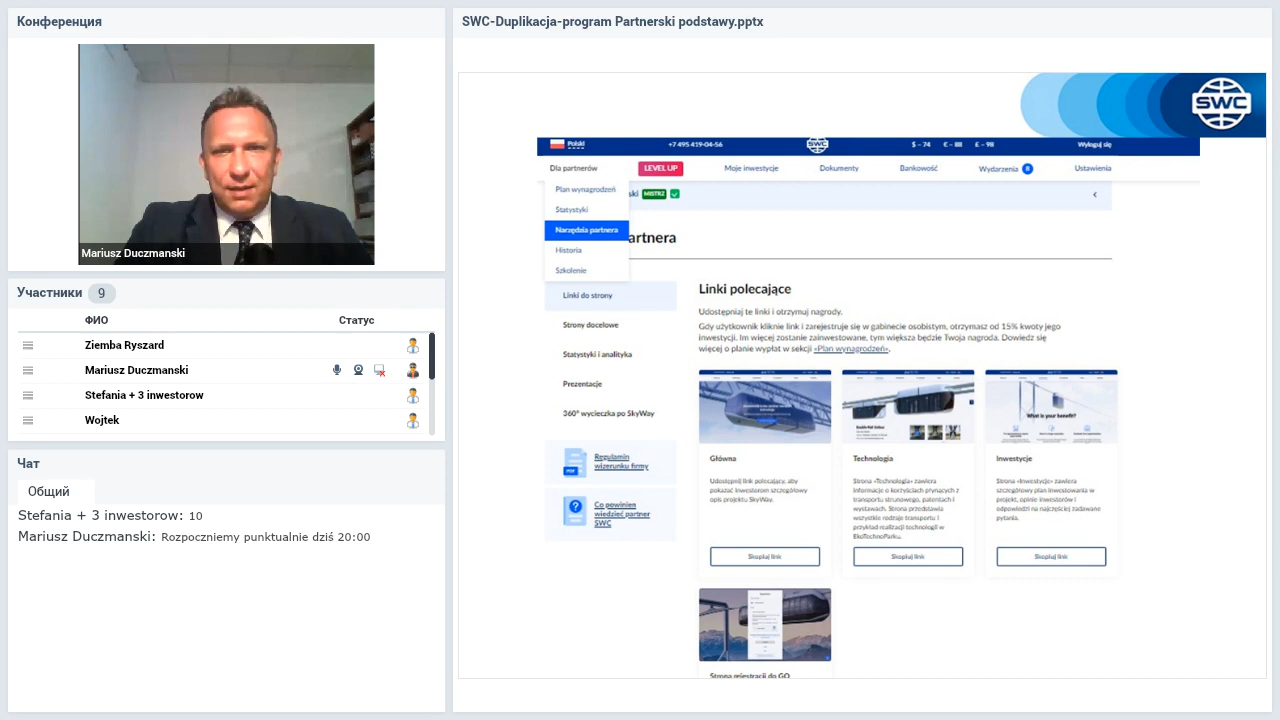 Конференция
Mariusz Duczmanski
Участники 9
ФИО Статус
Ziemba Ryszard
Mariusz Duczmanski
Stefania + 3 inwestorow
Wojtek
Чат
Общий
Stefania + 3 inwestorow: 10
Mariusz Duczmanski: Rozpoczniemy punktualnie dziś 20:00
SWC-Duplikacja-program Partnerski podstawy.pptx
SWC
Polski +7 495 419-04-56 SWC $ – 74 € – 88 £ – 98 Wyloguj się
Dla partnerów LEVEL UP Moje inwestycje Dokumenty Bankowość Wydarzenia 8 Ustawienia
Plan wynagrodzeń
ski MISTRZ
Statystyki
Narzędzia partnera
artnera
Historia
Szkolenie
Linki do strony
Strony docelowe
Statystyki i analityka
Prezentacje
360° wycieczka po SkyWay
PDF
Regulamin
wizerunku firmy
Co powinien
wiedzieć partner
SWC
Linki polecające
Udostępniaj te linki i otrzymuj nagrody.
Gdy użytkownik kliknie link i zarejestruje się w gabinecie osobistym, otrzymasz od 15% kwoty jego
inwestycji. Im więcej zostanie zainwestowane, tym większa będzie Twoja nagroda. Dowiedz się
więcej o planie wypłat w sekcji «Plan wynagrodzeń».
Główna
Udostępnij link polecający, aby
pokazać inwestorom szczegółowy
opis projektu SkyWay.
Skopiuj link
Technologia
Strona «Technologia» zawiera
informacje o korzyściach płynących z
transportu strunowego, patentach i
wystawach. Strona przedstawia
wszystkie rodzaje transportu i
przykład realizacji technologii w
EkoTechnoParku.
Skopiuj link
What is your benefit?
Inwestycje
Strona «Inwestycje» zawiera
szczegółowy plan inwestowania w
projekt, opinie inwestorów i
odpowiedzi na najczęściej zadawane
pytania.
Skopiuj link
Strona rejestracji do GO